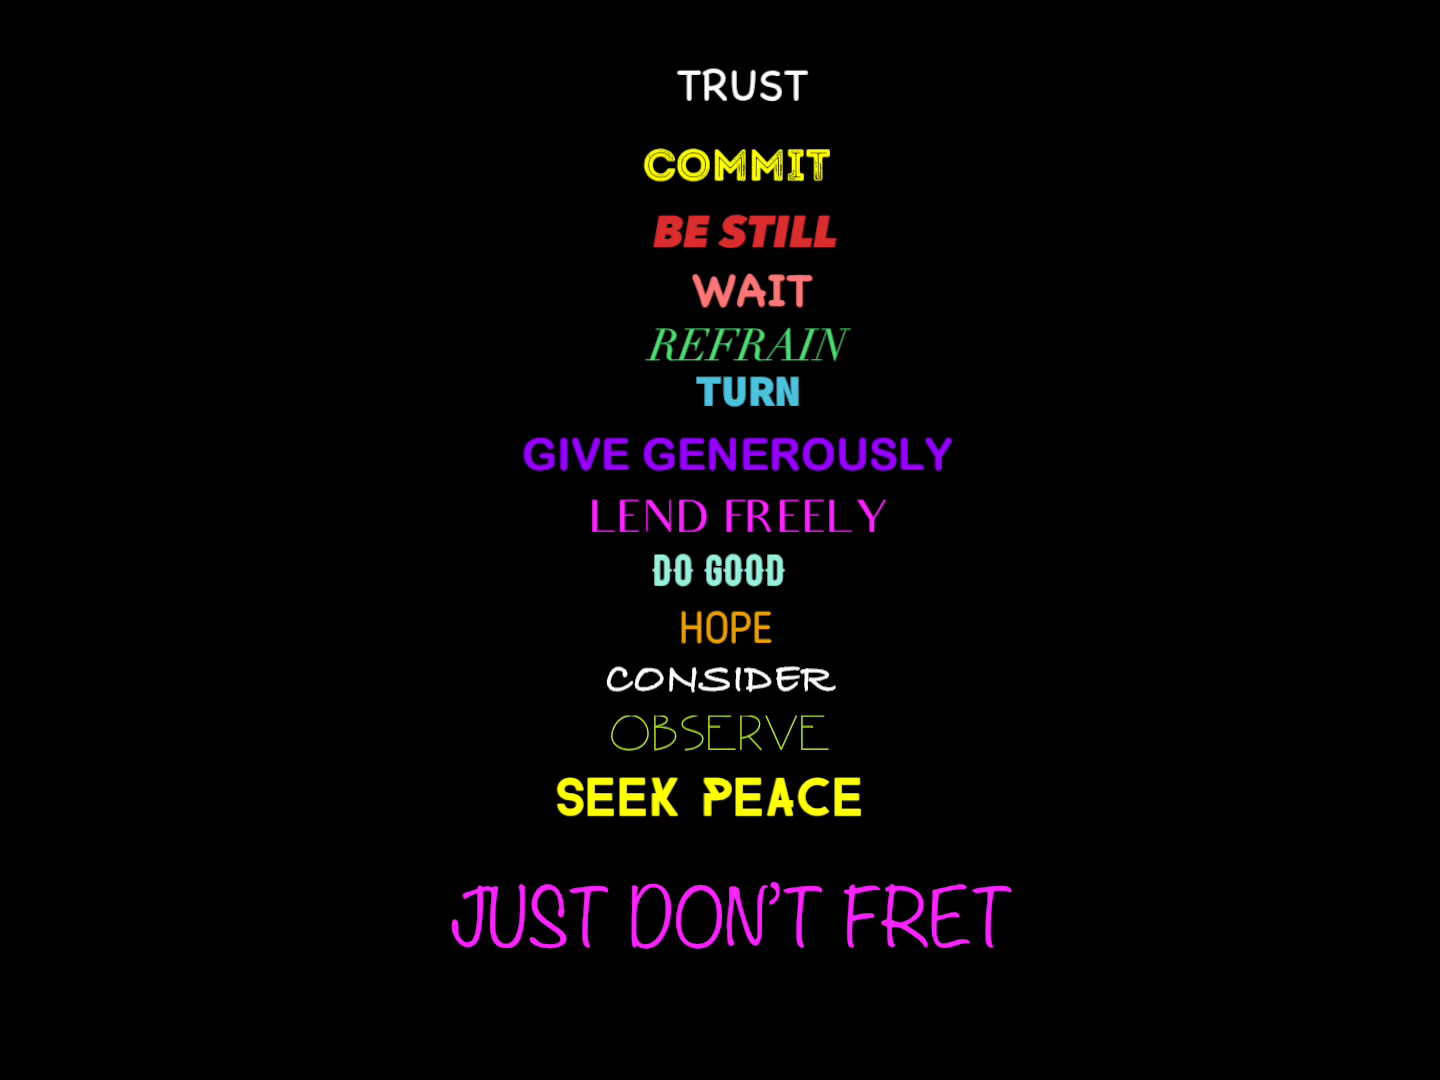 TRUST
COMMIT
BE STILL
WAIT
REFRAIN
TURN
GIVE GENEROUSLY
LEND FREELY
DO GOOD
HOPE
CONSIDER
OBSERVE
SEEK PEACE
JUST DON'T FRET